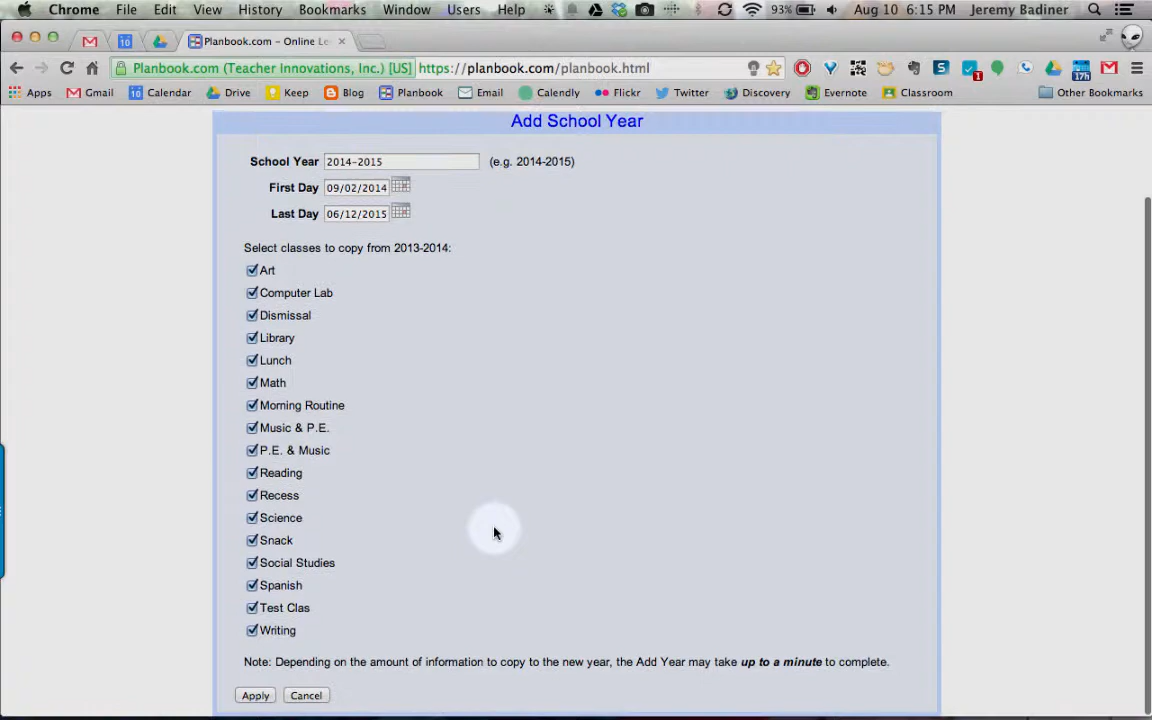 Chrome File Edit View History Bookmarks Window Users Help 93% Aug 10 6:15 PM Jeremy Badiner
10 Planbook.com – Online Le ×
Planbook.com (Teacher Innovations, Inc.) [US] https://planbook.com/planbook.html S 1 17h
Apps Gmail 10 Calendar Drive Keep Blog Planbook Email Calendly Flickr Twitter Discovery Evernote Classroom Other Bookmarks
Add School Year
School Year 2014-2015 (e.g. 2014-2015)
First Day 09/02/2014
Last Day 06/12/2015
Select classes to copy from 2013-2014:
Art
Computer Lab
Dismissal
Library
Lunch
Math
Morning Routine
Music & P.E.
P.E. & Music
Reading
Recess
Science
Snack
Social Studies
Spanish
Test Clas
Writing
Note: Depending on the amount of information to copy to the new year, the Add Year may take up to a minute to complete.
Apply Cancel